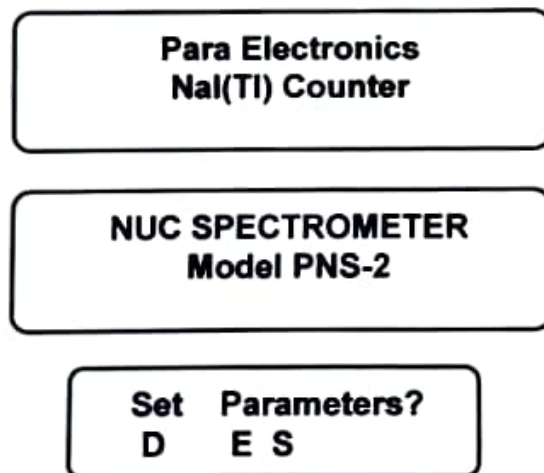 Para Electronics
NaI(Tl) Counter
NUC SPECTROMETER
Model PNS-2
Set Parameters?
D E S